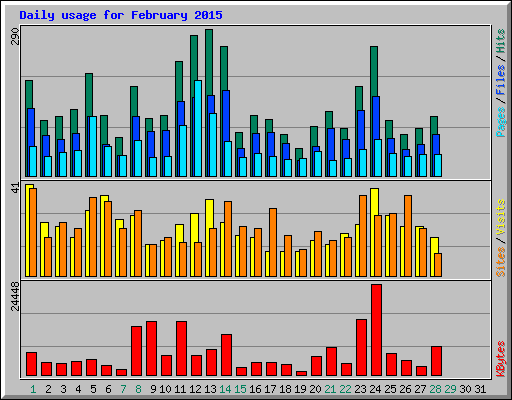 Daily usage for February 2015
290
Pages / Files / Hits
41
Sites / Visits
24448
KBytes
1 2 3 4 5 6 7 8 9 10 11 12 13 14 15 16 17 18 19 20 21 22 23 24 25 26 27 28 29 30 31